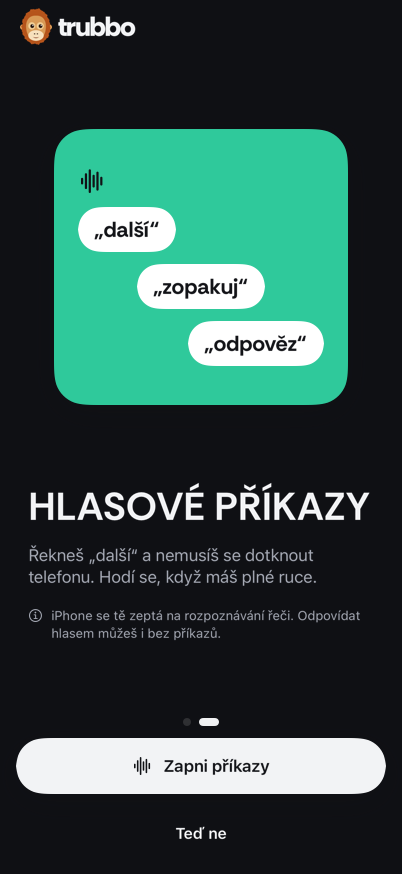 trubbo
„další“
„zopakuj“
„odpověz“
HLASOVÉ PŘÍKAZY
Řekneš „další“ a nemusíš se dotknout
telefonu. Hodí se, když máš plné ruce.
iPhone se tě zeptá na rozpoznávání řeči. Odpovídat
hlasem můžeš i bez příkazů.
Zapni příkazy
Teď ne